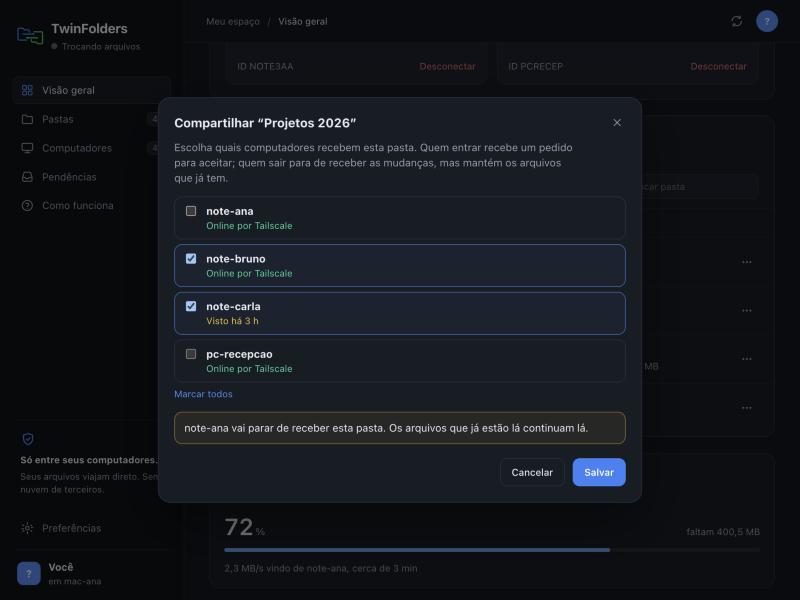 TwinFolders
Trocando arquivos
Meu espaço / Visão geral
?
ID NOTE3AA
Desconectar
ID PCRECEP
Desconectar
Visão geral
Pastas
4
Computadores
4
Pendências
Como funciona
Compartilhar “Projetos 2026”
Escolha quais computadores recebem esta pasta. Quem entrar recebe um pedido
para aceitar; quem sair para de receber as mudanças, mas mantém os arquivos
que já tem.
note-ana
Online por Tailscale
note-bruno
Online por Tailscale
note-carla
Visto há 3 h
pc-recepcao
Online por Tailscale
Marcar todos
note-ana vai parar de receber esta pasta. Os arquivos que já estão lá continuam lá.
Cancelar
Salvar
pasta
MB
Só entre seus computadores.
Seus arquivos viajam direto. Sem
nuvem de terceiros.
Preferências
?
Você
em mac-ana
72 %
faltam 400,5 MB
2,3 MB/s vindo de note-ana, cerca de 3 min